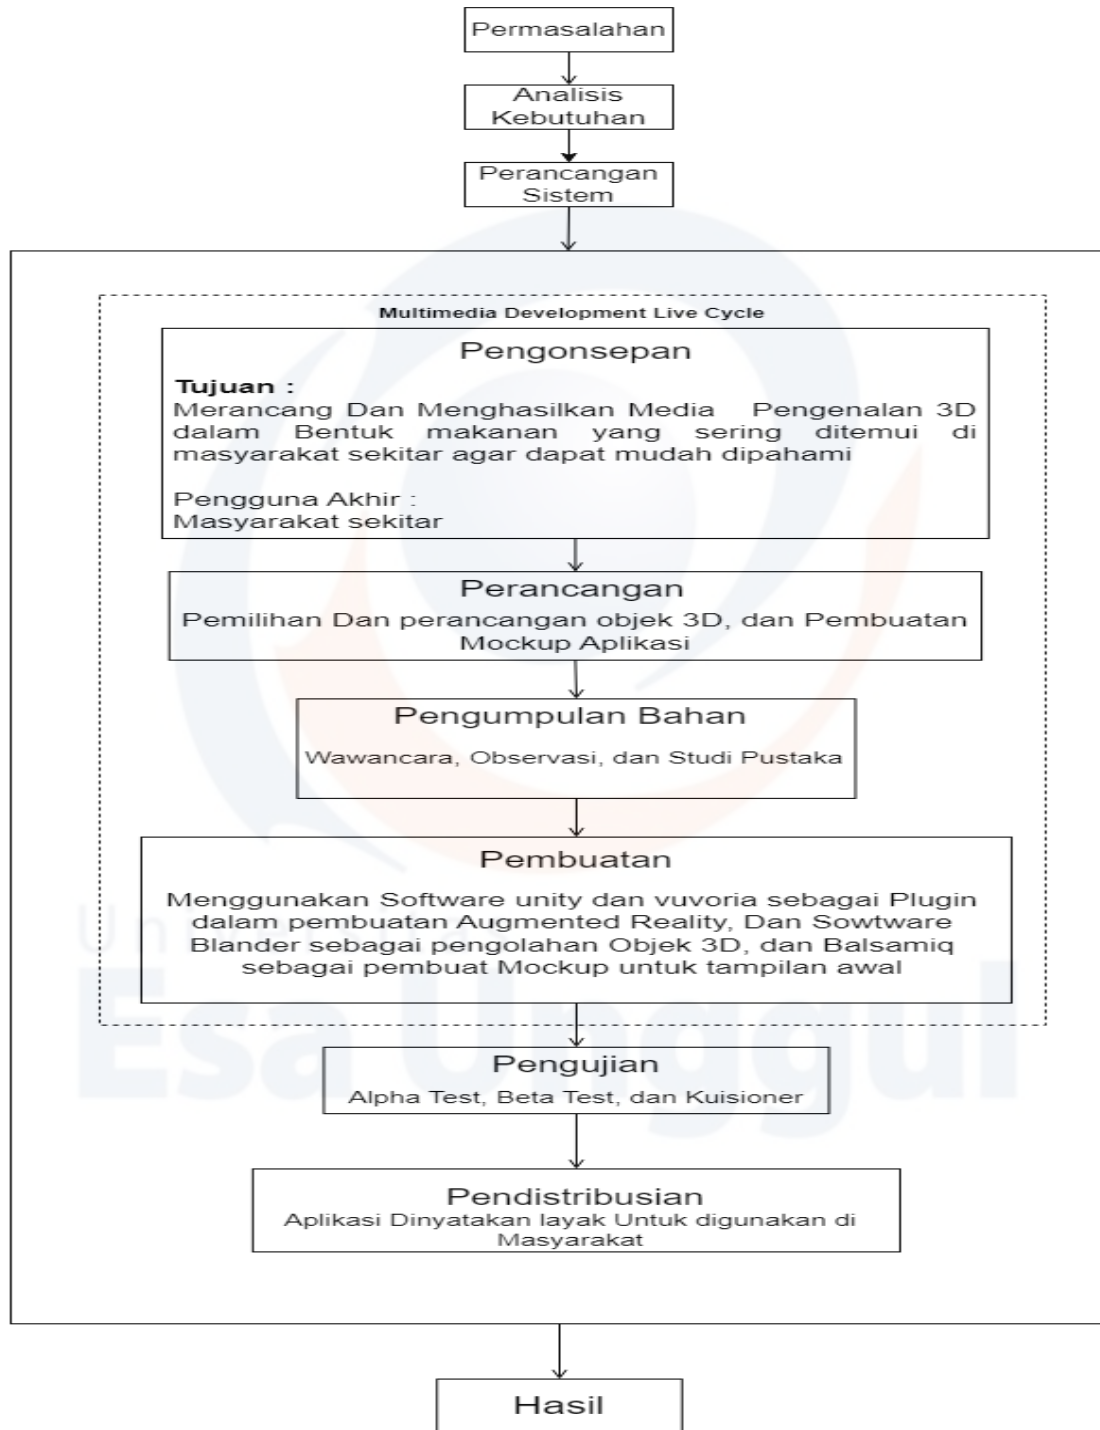 Permasalahan
Analisis
Kebutuhan
Perancangan
Sistem
Multimedia Development Live Cycle
Pengonsepan
Tujuan :
Merancang Dan Menghasilkan Media Pengenalan 3D
dalam Bentuk makanan yang sering ditemui di
masyarakat sekitar agar dapat mudah dipahami
Pengguna Akhir :
Masyarakat sekitar
Perancangan
Pemilihan Dan perancangan objek 3D, dan Pembuatan
Mockup Aplikasi
Pengumpulan Bahan
Wawancara, Observasi, dan Studi Pustaka
Pembuatan
Menggunakan Software unity dan vuvoria sebagai Plugin
dalam pembuatan Augmented Reality, Dan Sowtware
Blander sebagai pengolahan Objek 3D, dan Balsamiq
sebagai pembuat Mockup untuk tampilan awal
Universitas
Esa Unggul
Pengujian
Alpha Test, Beta Test, dan Kuisioner
Pendistribusian
Aplikasi Dinyatakan layak Untuk digunakan di
Masyarakat
Hasil